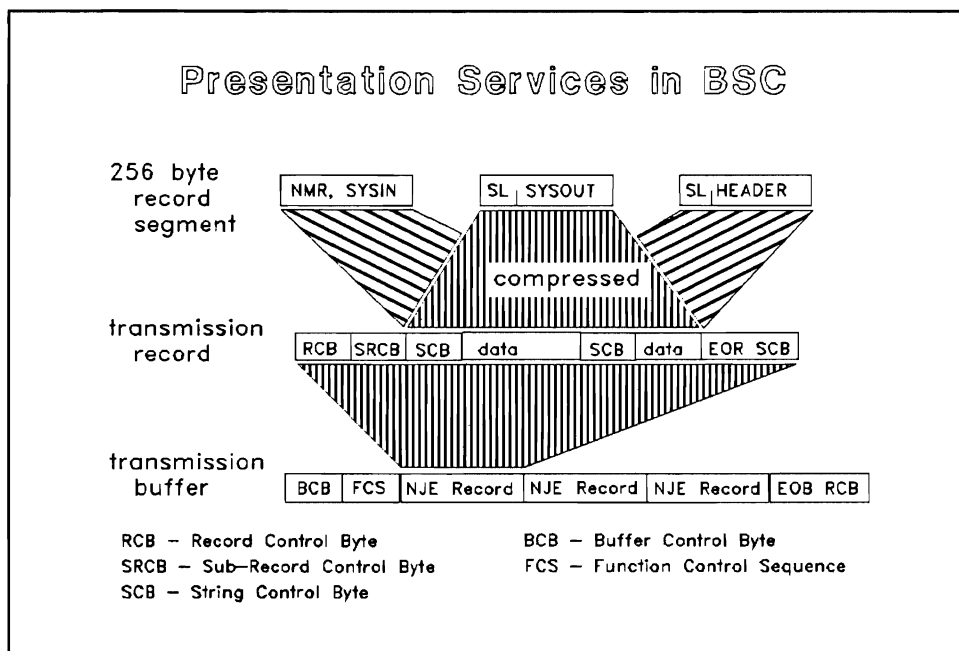 Presentation Services in BSC
256 byte
record
segment
NMR, SYSIN
SL SYSOUT
SL HEADER
compressed
transmission
record
RCB SRCB SCB data SCB data EOR SCB
transmission
buffer
BCB FCS NJE Record NJE Record NJE Record EOB RCB
RCB – Record Control Byte
SRCB – Sub–Record Control Byte
SCB – String Control Byte
BCB – Buffer Control Byte
FCS – Function Control Sequence